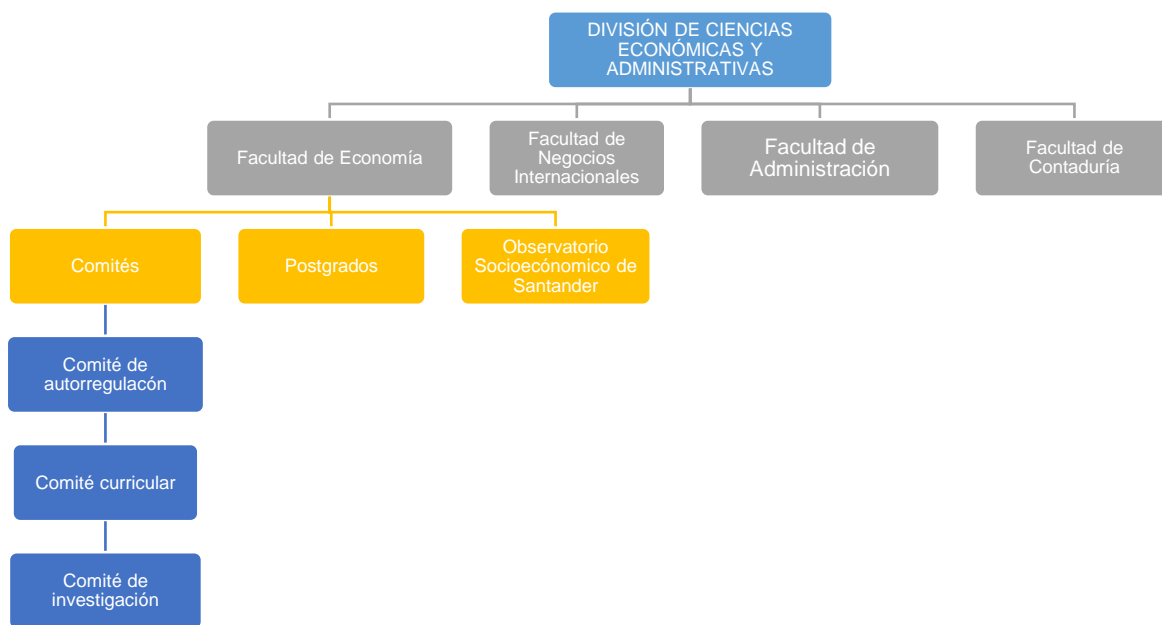 DIVISIÓN DE CIENCIAS
ECONÓMICAS Y
ADMINISTRATIVAS
Facultad de Economía
Facultad de
Negocios
Internacionales
Facultad de
Administración
Facultad de
Contaduría
Comités
Postgrados
Observatorio
Socioecónomico de
Santander
Comité de
autorregulacón
Comité curricular
Comité de
investigación